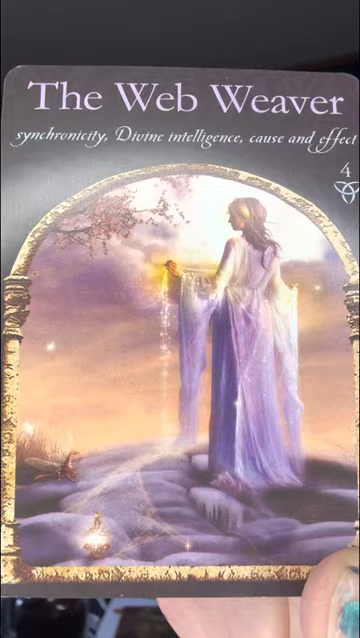 The Web Weaver
synchronicity, Divine intelligence, cause and effect
4